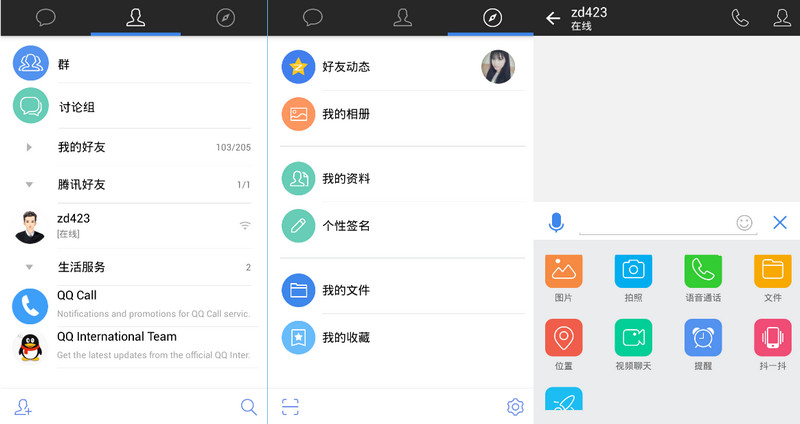 群
讨论组
我的好友
103/205
腾讯好友
1/1
zd423
[在线]
生活服务
2
QQ Call
Notifications and promotions for QQ Call servic.
QQ International Team
Get the latest updates from the official QQ Inter.
好友动态
我的相册
我的资料
个性签名
我的文件
我的收藏
zd423
在线
图片
拍照
语音通话
文件
位置
视频聊天
提醒
抖一抖